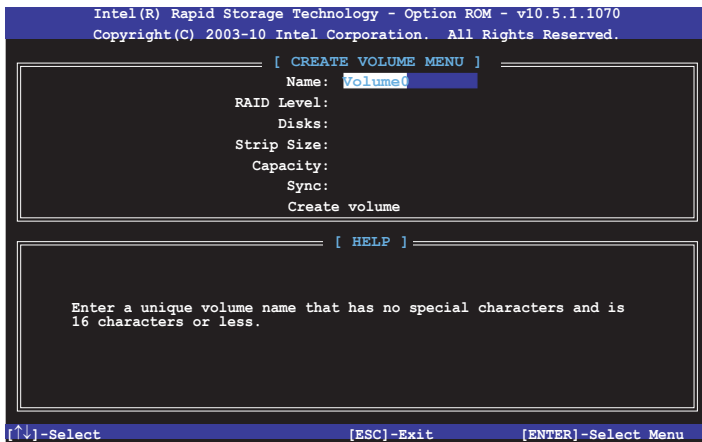 Intel(R) Rapid Storage Technology - Option ROM - v10.5.1.1070
Copyright(C) 2003-10 Intel Corporation. All Rights Reserved.
[ CREATE VOLUME MENU ]
Name: Volume0
RAID Level:
Disks:
Strip Size:
Capacity:
Sync:
Create volume
[ HELP ]
Enter a unique volume name that has no special characters and is
16 characters or less.
[↑↓]-Select [ESC]-Exit [ENTER]-Select Menu